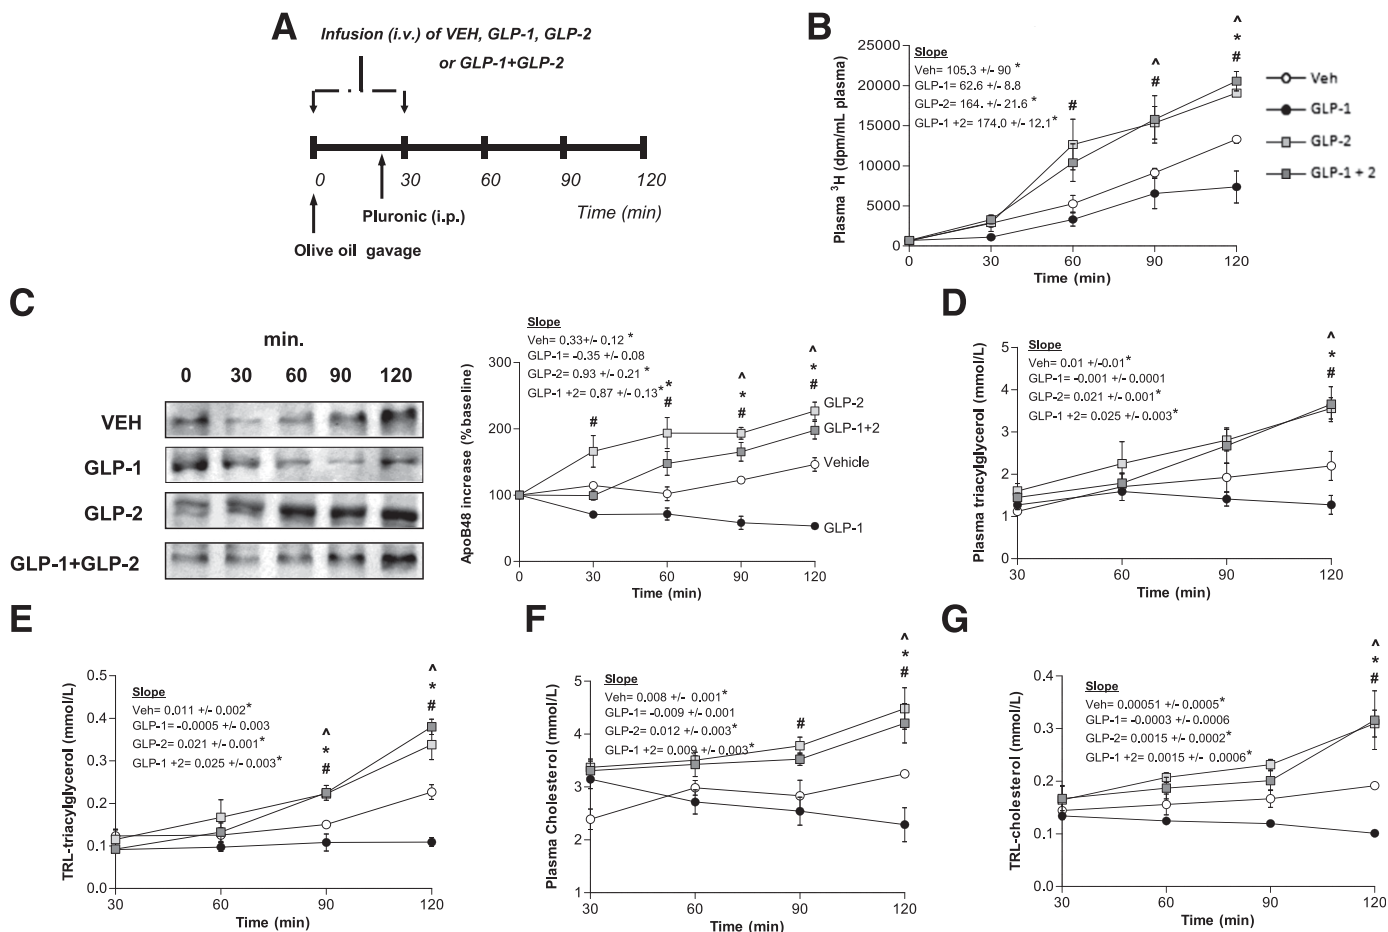 A
Infusion (i.v.) of VEH, GLP-1, GLP-2
or GLP-1+GLP-2
0 30 60 90 120
Pluronic (i.p.)
Time (min)
Olive oil gavage
B
Plasma ³H (dpm/mL plasma)
25000
20000
15000
10000
5000
0
Slope
Veh= 105.3 +/- 90 *
GLP-1= 62.6 +/- 8.8
GLP-2= 164. +/- 21.6 *
GLP-1 +2= 174.0 +/- 12.1 *
#
^
#
^
*
#
0 30 60 90 120
Time (min)
Veh
GLP-1
GLP-2
GLP-1 + 2
C
min.
0 30 60 90 120
VEH
GLP-1
GLP-2
GLP-1+GLP-2
ApoB48 increase (% baseline)
300
200
100
0
Slope
Veh= 0.33+/- 0.12 *
GLP-1= -0.35 +/- 0.08
GLP-2= 0.93 +/- 0.21 *
GLP-1 +2= 0.87 +/- 0.13 *
#
*
#
^
*
#
^
*
#
GLP-2
GLP-1+2
Vehicle
GLP-1
0 30 60 90 120
Time (min)
D
Plasma triacylglycerol (mmol/L)
5
4
3
2
1
0
Slope
Veh= 0.01 +/-0.01 *
GLP-1= -0.001 +/- 0.0001
GLP-2= 0.021 +/- 0.001 *
GLP-1 +2= 0.025 +/- 0.003 *
^
*
#
30 60 90 120
Time (min)
E
TRL-triacylglycerol (mmol/L)
0.5
0.4
0.3
0.2
0.1
0.0
Slope
Veh= 0.011 +/- 0.002 *
GLP-1= -0.0005 +/- 0.003
GLP-2= 0.021 +/- 0.001 *
GLP-1 +2= 0.025 +/- 0.003 *
^
*
#
^
*
#
30 60 90 120
Time (min)
F
Plasma Cholesterol (mmol/L)
5
4
3
2
1
Slope
Veh= 0.008 +/- 0.001 *
GLP-1= -0.009 +/- 0.001
GLP-2= 0.012 +/- 0.003 *
GLP-1 +2= 0.009 +/- 0.003 *
#
^
*
#
30 60 90 120
Time (min)
G
TRL-cholesterol (mmol/L)
0.4
0.3
0.2
0.1
0.0
Slope
Veh= 0.00051 +/- 0.0005 *
GLP-1= -0.0003 +/- 0.0006
GLP-2= 0.0015 +/- 0.0002 *
GLP-1 +2= 0.0015 +/- 0.0006 *
^
*
#
30 60 90 120
Time (min)